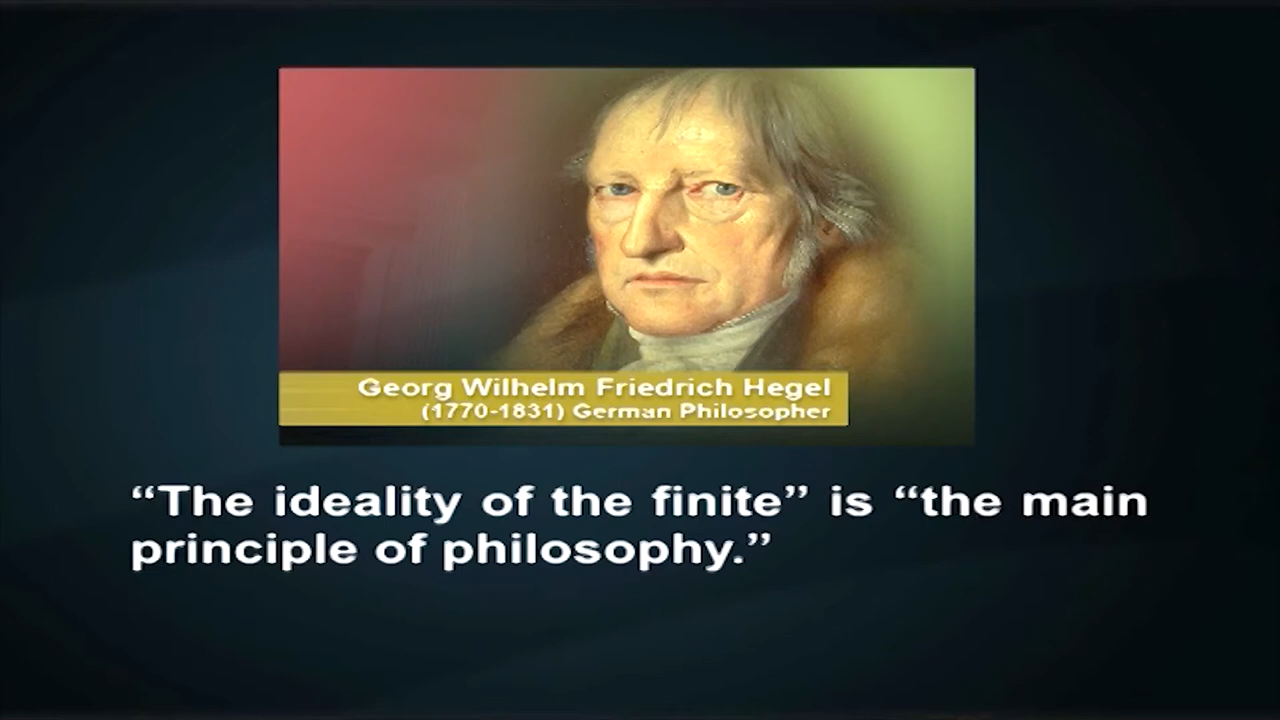 Georg Wilhelm Friedrich Hegel
(1770-1831) German Philosopher
“The ideality of the finite” is “the main
principle of philosophy.”